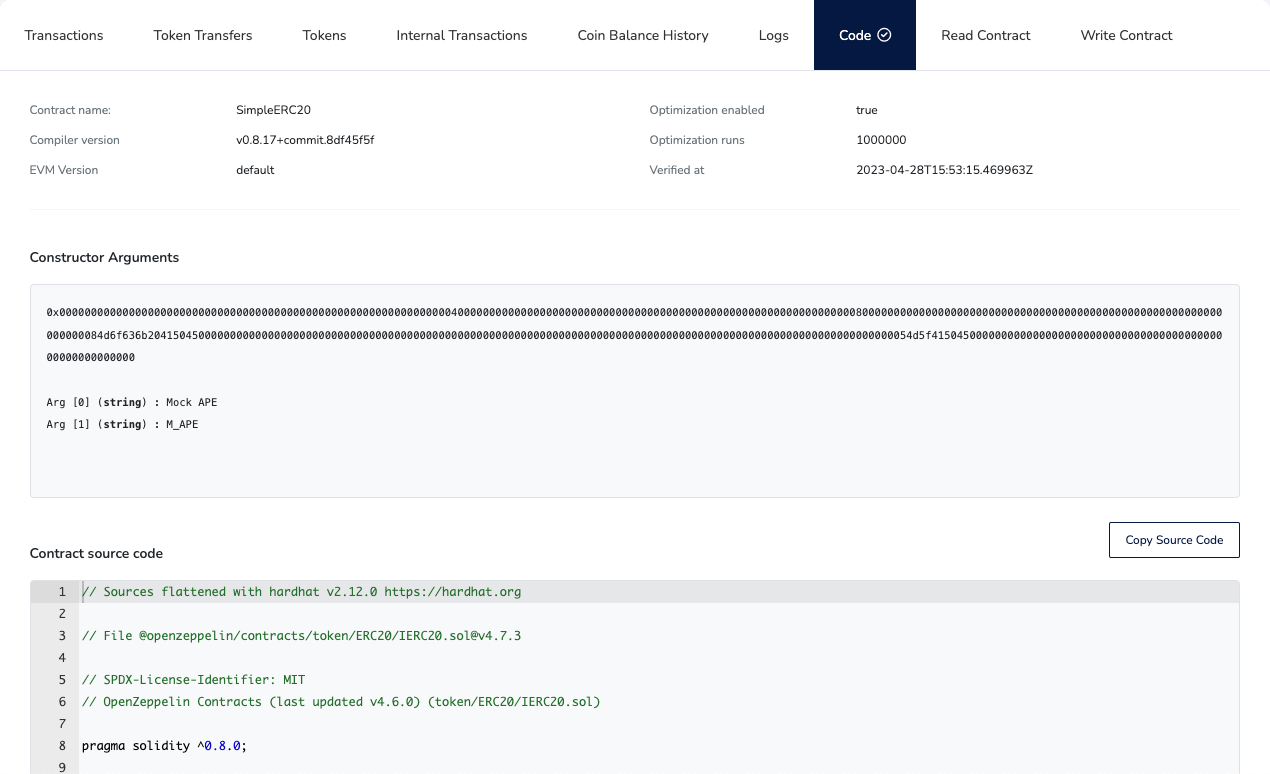 Transactions Token Transfers Tokens Internal Transactions Coin Balance History Logs Code Read Contract Write Contract
Contract name: SimpleERC20 Optimization enabled true
Compiler version v0.8.17+commit.8df45f5f Optimization runs 1000000
EVM Version default Verified at 2023-04-28T15:53:15.469963Z
Constructor Arguments
0x0000000000000000000000000000000000000000000000000000000000000040000000000000000000000000000000000000000000000000000000000000008000000000000000000000000000000000000000000000000000000000
000000084d6f636b20415045000000000000000000000000000000000000000000000000000000000000000000000000000000000000000000000000000000000000000000000000054d5f4150450000000000000000000000000000000000000000
00000000000000
Arg [0] (string) : Mock APE
Arg [1] (string) : M_APE
Copy Source Code
Contract source code
1 // Sources flattened with hardhat v2.12.0 https://hardhat.org
2
3 // File @openzeppelin/contracts/token/ERC20/IERC20.sol@v4.7.3
4
5 // SPDX-License-Identifier: MIT
6 // OpenZeppelin Contracts (last updated v4.6.0) (token/ERC20/IERC20.sol)
7
8 pragma solidity ^0.8.0;
9